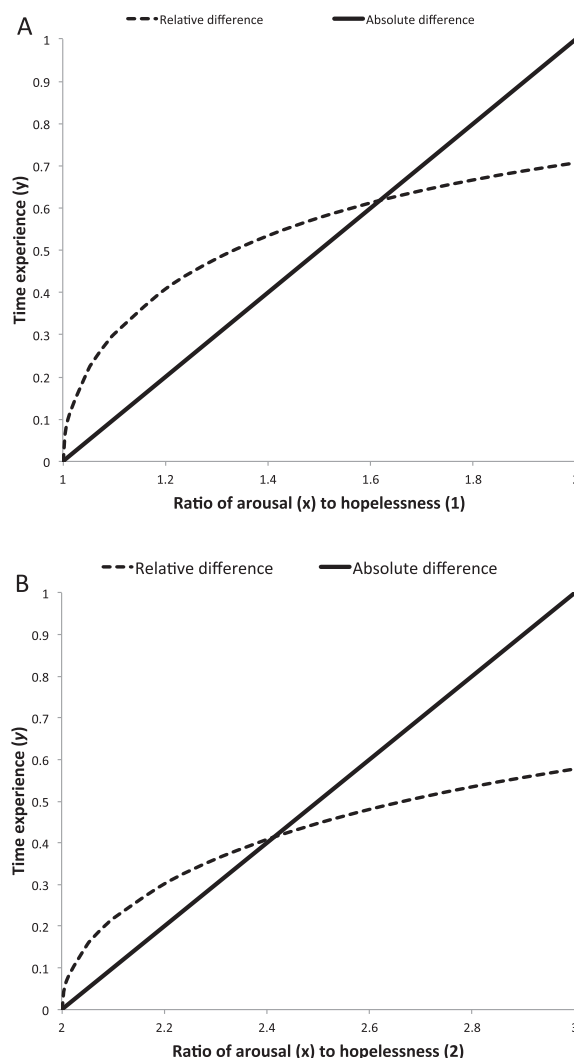 A
Relative difference
Absolute difference
1
0.9
0.8
0.7
0.6
0.5
0.4
0.3
0.2
0.1
0
Time experience (y)
1 1.2 1.4 1.6 1.8
Ratio of arousal (x) to hopelessness (1)
B
Relative difference
Absolute difference
1
0.9
0.8
0.7
0.6
0.5
0.4
0.3
0.2
0.1
0
Time experience (y)
2 2.2 2.4 2.6 2.8
Ratio of arousal (x) to hopelessness (2)